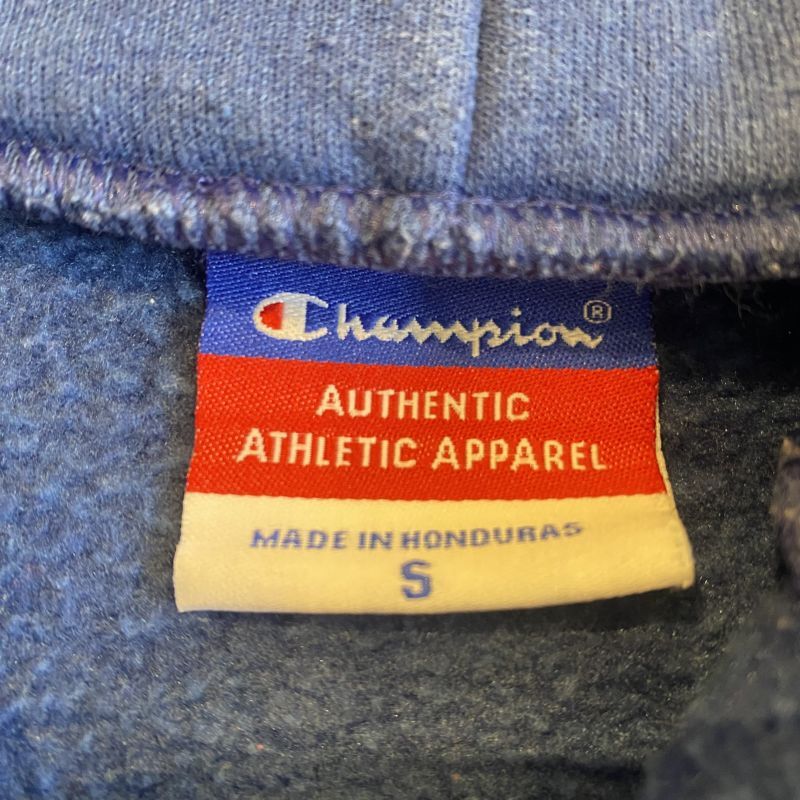 Champion®
AUTHENTIC
ATHLETIC APPAREL
MADE IN HONDURAS
S